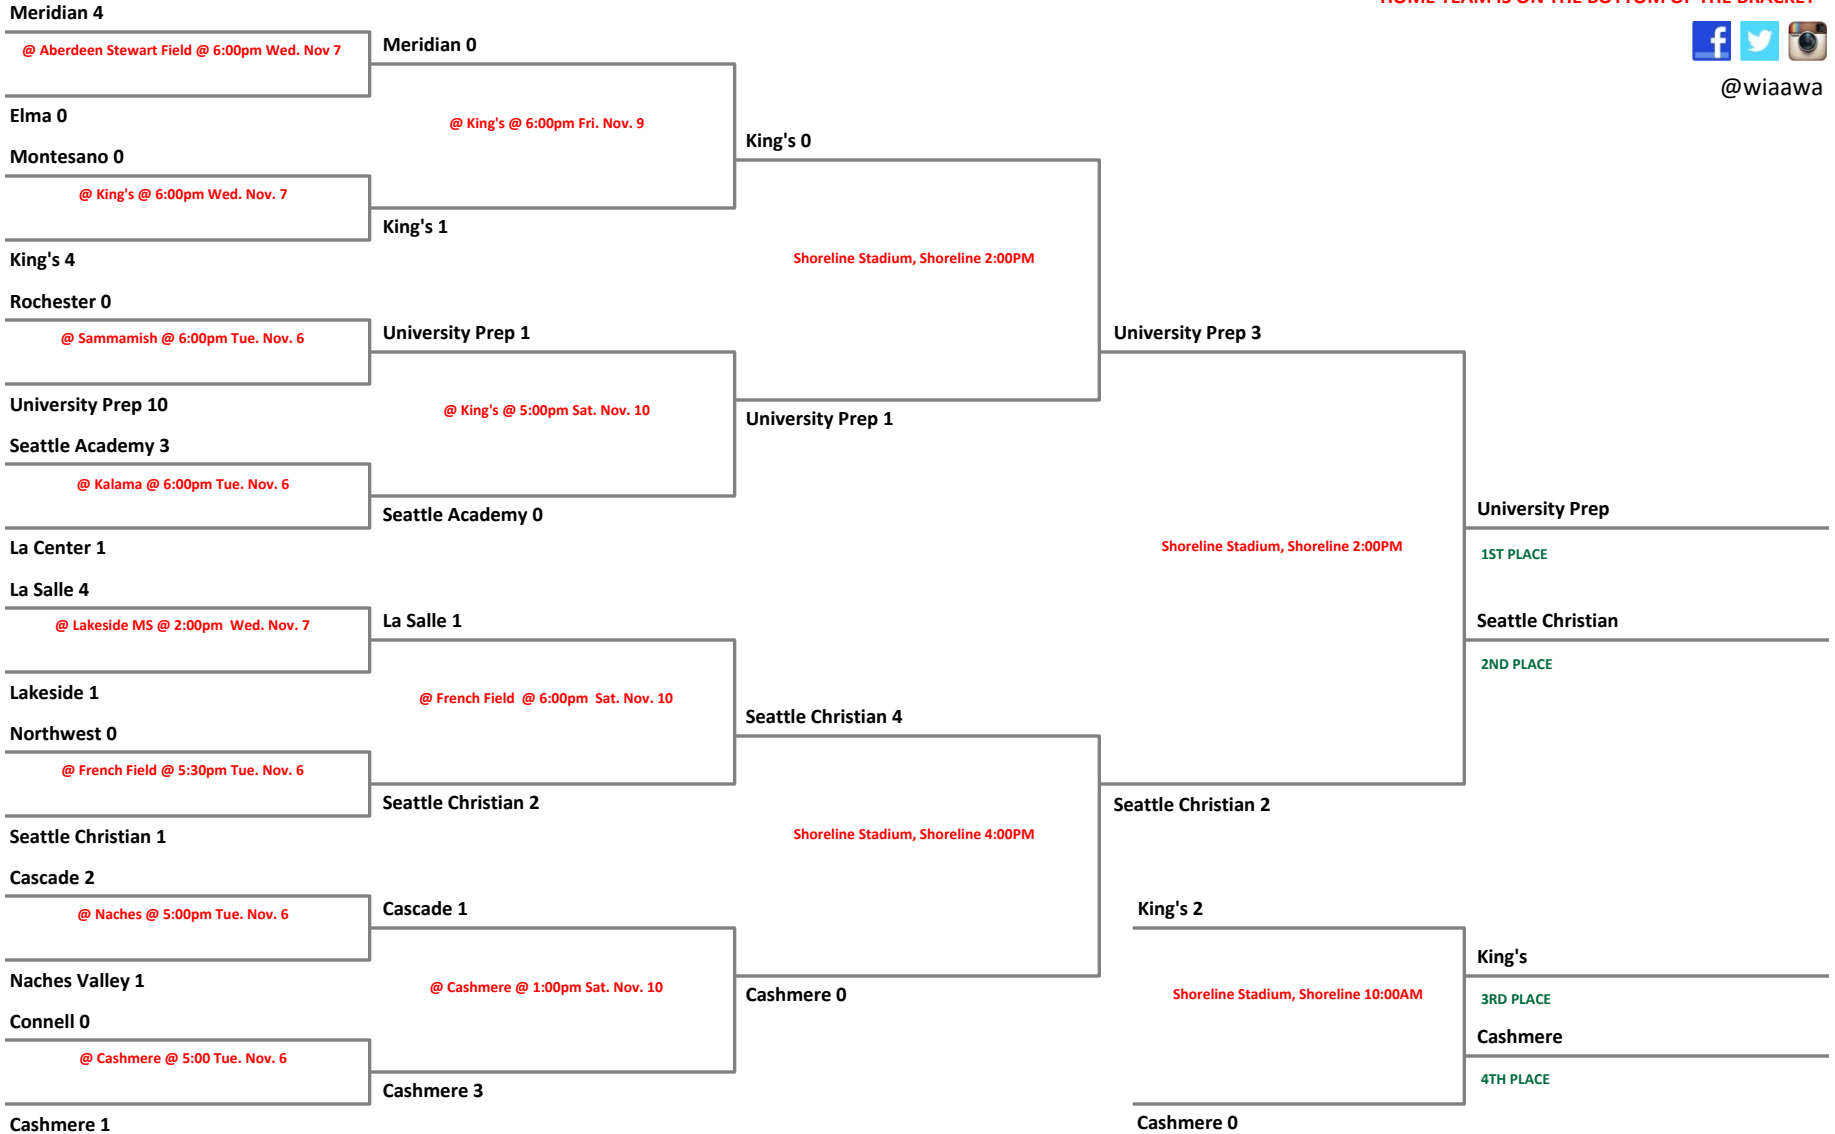 HOME TEAM IS ON THE BOTTOM OF THE BRACKET
@wiaawa
Meridian 4
@ Aberdeen Stewart Field @ 6:00pm Wed. Nov 7
Elma 0
Montesano 0
@ King's @ 6:00pm Wed. Nov. 7
King's 4
Rochester 0
@ Sammamish @ 6:00pm Tue. Nov. 6
University Prep 10
Seattle Academy 3
@ Kalama @ 6:00pm Tue. Nov. 6
La Center 1
La Salle 4
@ Lakeside MS @ 2:00pm Wed. Nov. 7
Lakeside 1
Northwest 0
@ French Field @ 5:30pm Tue. Nov. 6
Seattle Christian 1
Cascade 2
@ Naches @ 5:00pm Tue. Nov. 6
Naches Valley 1
Connell 0
@ Cashmere @ 5:00 Tue. Nov. 6
Cashmere 1
Meridian 0
@ King's @ 6:00pm Fri. Nov. 9
King's 1
University Prep 1
@ King's @ 5:00pm Sat. Nov. 10
Seattle Academy 0
La Salle 1
@ French Field @ 6:00pm Sat. Nov. 10
Seattle Christian 2
Cascade 1
@ Cashmere @ 1:00pm Sat. Nov. 10
Cashmere 3
King's 0
Shoreline Stadium, Shoreline 2:00PM
University Prep 1
Seattle Christian 4
Shoreline Stadium, Shoreline 4:00PM
Cashmere 0
University Prep 3
Shoreline Stadium, Shoreline 2:00PM
Seattle Christian 2
King's 2
Shoreline Stadium, Shoreline 10:00AM
Cashmere 0
University Prep
1ST PLACE
Seattle Christian
2ND PLACE
King's
3RD PLACE
Cashmere
4TH PLACE